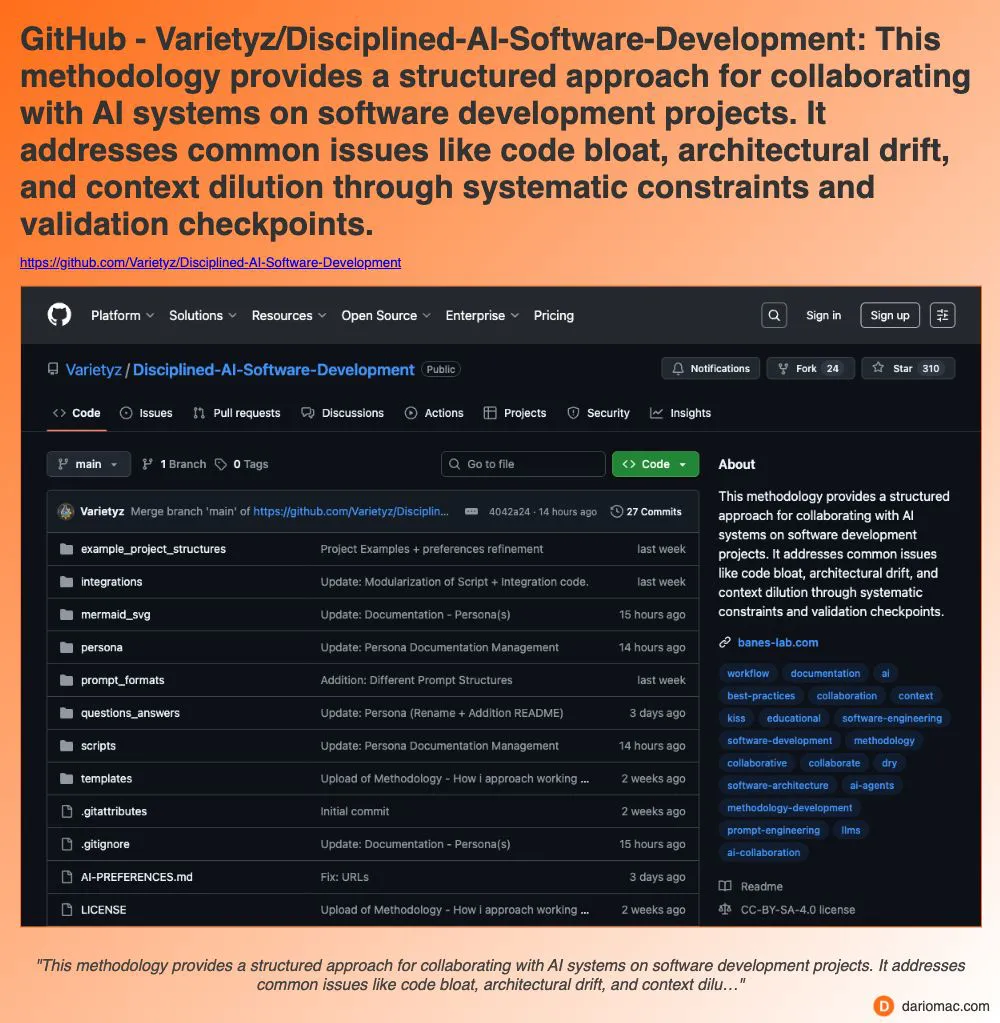 GitHub - Varietyz/Disciplined-AI-Software-Development: This
methodology provides a structured approach for collaborating
with AI systems on software development projects. It
addresses common issues like code bloat, architectural drift,
and context dilution through systematic constraints and
validation checkpoints.
https://github.com/Varietyz/Disciplined-AI-Software-Development
Platform Solutions Resources Open Source Enterprise Pricing Sign in Sign up
Varietyz / Disciplined-AI-Software-Development Public Notifications Fork 24 Star 310
Code Issues Pull requests Discussions Actions Projects Security Insights
main 1 Branch 0 Tags Go to file Code
Varietyz Merge branch 'main' of https://github.com/Varietyz/Disciplin... 4042a24 · 14 hours ago 27 Commits
example_project_structures Project Examples + preferences refinement last week
integrations Update: Modularization of Script + Integration code. last week
mermaid_svg Update: Documentation - Persona(s) 15 hours ago
persona Update: Persona Documentation Management 14 hours ago
prompt_formats Addition: Different Prompt Structures last week
questions_answers Update: Persona (Rename + Addition README) 3 days ago
scripts Update: Persona Documentation Management 14 hours ago
templates Upload of Methodology - How i approach working ... 2 weeks ago
.gitattributes Initial commit 2 weeks ago
.gitignore Update: Documentation - Persona(s) 15 hours ago
AI-PREFERENCES.md Fix: URLs 3 days ago
LICENSE Upload of Methodology - How i approach working ... 2 weeks ago
About
This methodology provides a structured
approach for collaborating with AI
systems on software development
projects. It addresses common issues
like code bloat, architectural drift, and
context dilution through systematic
constraints and validation checkpoints.
banes-lab.com
workflow documentation ai
best-practices collaboration context
kiss educational software-engineering
software-development methodology
collaborative collaborate dry
software-architecture ai-agents
methodology-development
prompt-engineering llms
ai-collaboration
Readme
CC-BY-SA-4.0 license
"This methodology provides a structured approach for collaborating with AI systems on software development projects. It addresses
common issues like code bloat, architectural drift, and context dilu…"
D dariomac.com